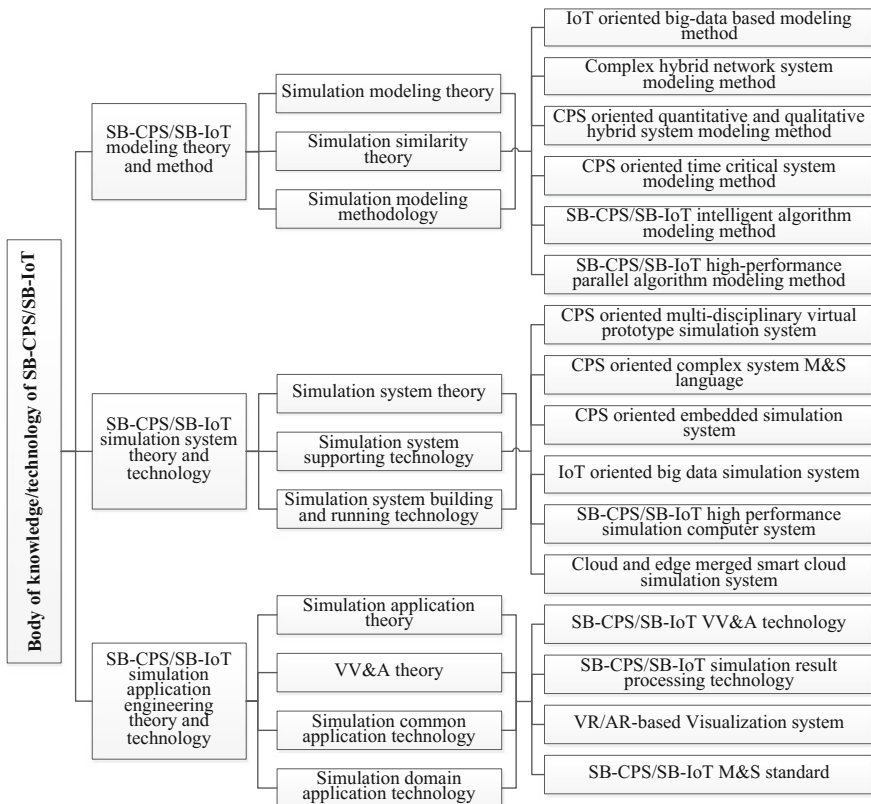 Body of knowledge/technology of SB-CPS/SB-IoT
SB-CPS/SB-IoT
modeling theory
and method
Simulation modeling theory
Simulation similarity
theory
Simulation modeling
methodology
IoT oriented big-data based modeling
method
Complex hybrid network system
modeling method
CPS oriented quantitative and qualitative
hybrid system modeling method
CPS oriented time critical system
modeling method
SB-CPS/SB-IoT intelligent algorithm
modeling method
SB-CPS/SB-IoT high-performance
parallel algorithm modeling method
SB-CPS/SB-IoT
simulation system
theory and
technology
Simulation system theory
Simulation system
supporting technology
Simulation system building
and running technology
CPS oriented multi-disciplinary virtual
prototype simulation system
CPS oriented complex system M&S
language
CPS oriented embedded simulation
system
IoT oriented big data simulation system
SB-CPS/SB-IoT high performance
simulation computer system
Cloud and edge merged smart cloud
simulation system
SB-CPS/SB-IoT
simulation
application
engineering
theory and
technology
Simulation application
theory
VV&A theory
Simulation common
application technology
Simulation domain
application technology
SB-CPS/SB-IoT VV&A technology
SB-CPS/SB-IoT simulation result
processing technology
VR/AR-based Visualization system
SB-CPS/SB-IoT M&S standard